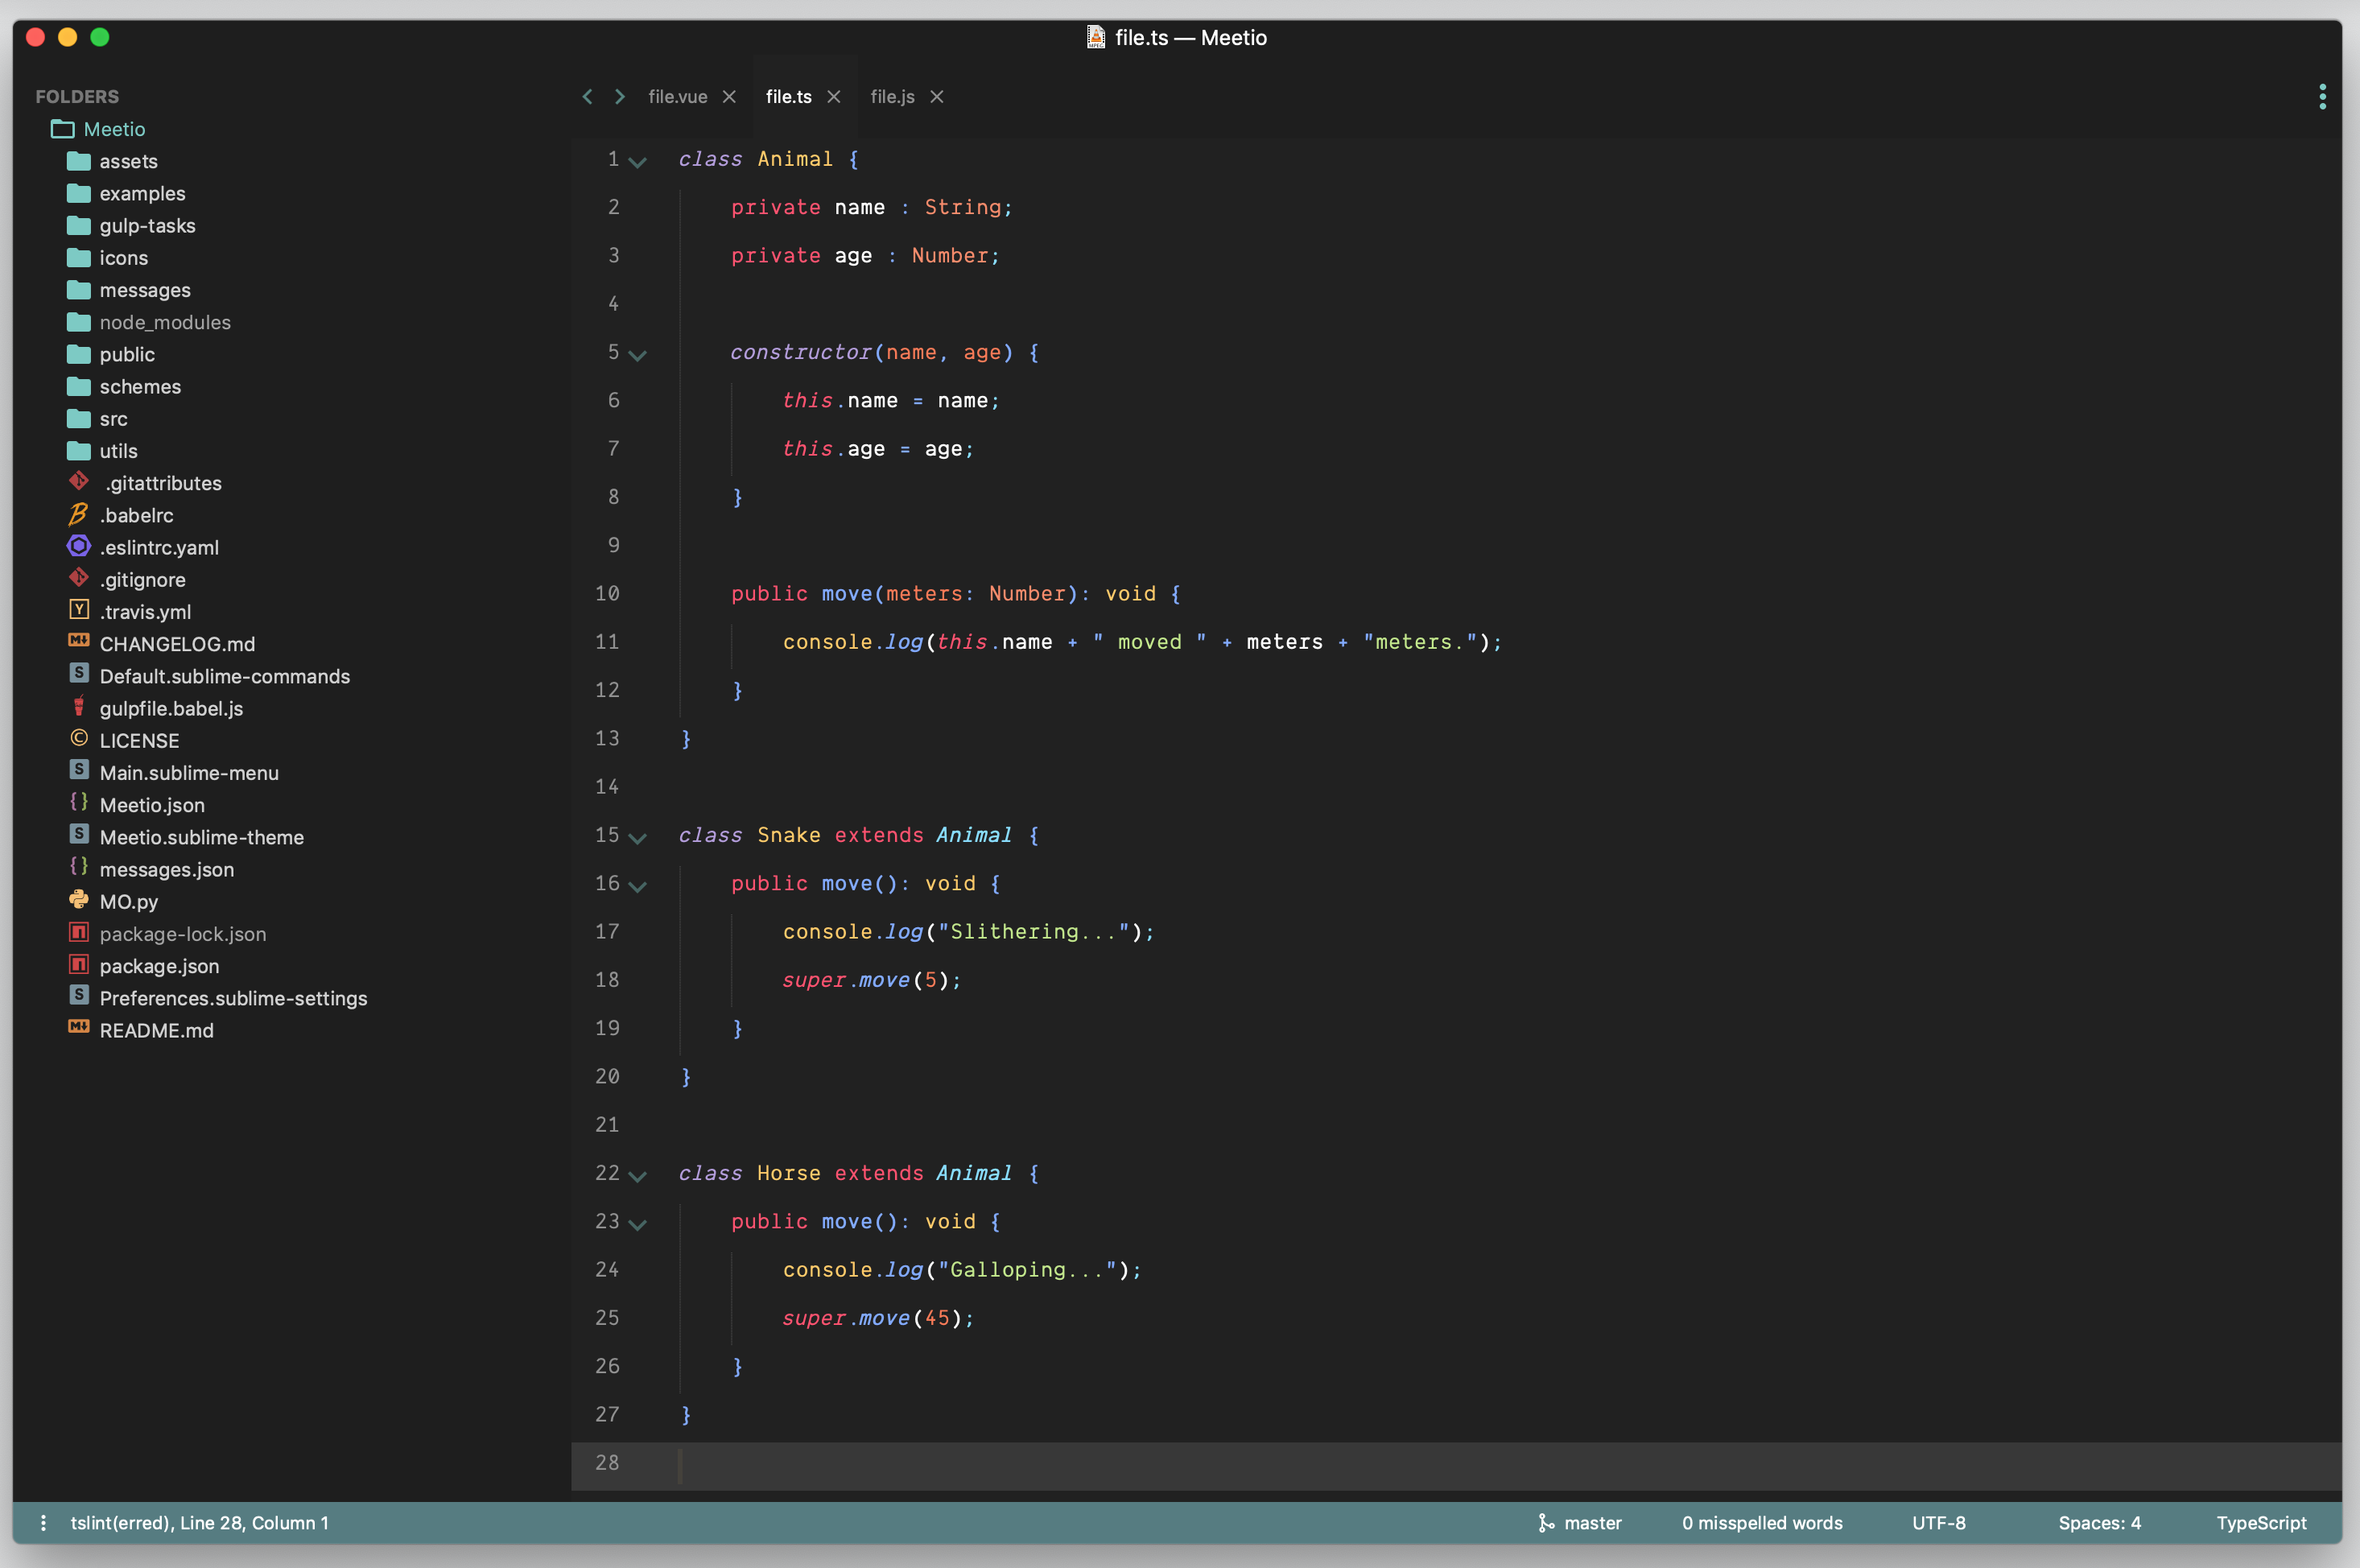 file.ts — Meetio
FOLDERS
Meetio
assets
examples
gulp-tasks
icons
messages
node_modules
public
schemes
src
utils
.gitattributes
.babelrc
.eslintrc.yaml
.gitignore
.travis.yml
CHANGELOG.md
Default.sublime-commands
gulpfile.babel.js
LICENSE
Main.sublime-menu
Meetio.json
Meetio.sublime-theme
messages.json
MO.py
package-lock.json
package.json
Preferences.sublime-settings
README.md
file.vue file.ts file.js
1 class Animal {
2 private name : String;
3 private age : Number;
4
5 constructor(name, age) {
6 this.name = name;
7 this.age = age;
8 }
9
10 public move(meters: Number): void {
11 console.log(this.name + " moved " + meters + "meters.");
12 }
13 }
14
15 class Snake extends Animal {
16 public move(): void {
17 console.log("Slithering...");
18 super.move(5);
19 }
20 }
21
22 class Horse extends Animal {
23 public move(): void {
24 console.log("Galloping...");
25 super.move(45);
26 }
27 }
28
tslint(erred), Line 28, Column 1 master 0 misspelled words UTF-8 Spaces: 4 TypeScript